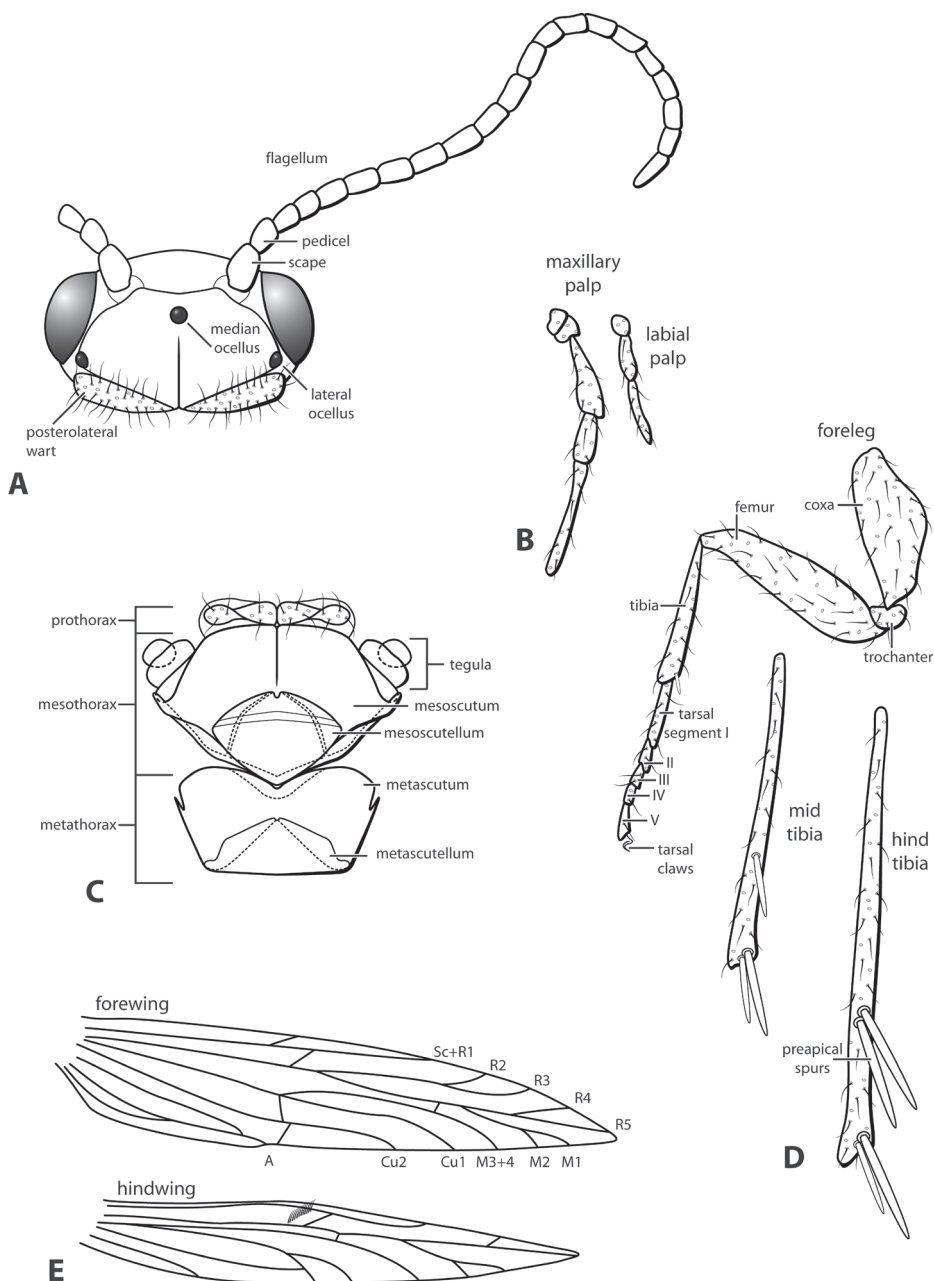 flagellum
pedicel
scape
median
ocellus
lateral
ocellus
posterolateral
wart
A
maxillary
palp
labial
palp
B
foreleg
coxa
femur
tibia
trochanter
tarsal
segment I
II
III
IV
V
tarsal
claws
mid
tibia
hind
tibia
preapical
spurs
D
prothorax
mesothorax
metathorax
tegula
mesoscutum
mesoscutellum
metascutum
metascutellum
C
forewing
Sc+R1
R2
R3
R4
R5
A
Cu2
Cu1
M3+4
M2
M1
hindwing
E